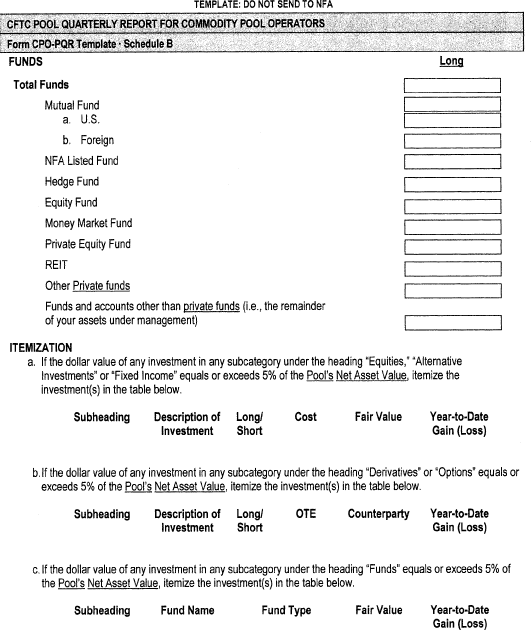 TEMPLATE: DO NOT SEND TO NFA
CFTC POOL QUARTERLY REPORT FOR COMMODITY POOL OPERATORS
Form CPO-PQR Template · Schedule B
FUNDS Long
Total Funds
Mutual Fund
a. U.S.
b. Foreign
NFA Listed Fund
Hedge Fund
Equity Fund
Money Market Fund
Private Equity Fund
REIT
Other Private funds
Funds and accounts other than private funds (i.e., the remainder
of your assets under management)
ITEMIZATION
a. If the dollar value of any investment in any subcategory under the heading “Equities,” “Alternative
Investments” or “Fixed Income” equals or exceeds 5% of the Pool’s Net Asset Value, itemize the
investment(s) in the table below.
Subheading Description of Long/ Cost Fair Value Year-to-Date
Investment Short Gain (Loss)
b. If the dollar value of any investment in any subcategory under the heading “Derivatives” or “Options” equals or
exceeds 5% of the Pool’s Net Asset Value, itemize the investment(s) in the table below.
Subheading Description of Long/ OTE Counterparty Year-to-Date
Investment Short Gain (Loss)
c. If the dollar value of any investment in any subcategory under the heading “Funds” equals or exceeds 5% of
the Pool’s Net Asset Value, itemize the investment(s) in the table below.
Subheading Fund Name Fund Type Fair Value Year-to-Date
Gain (Loss)